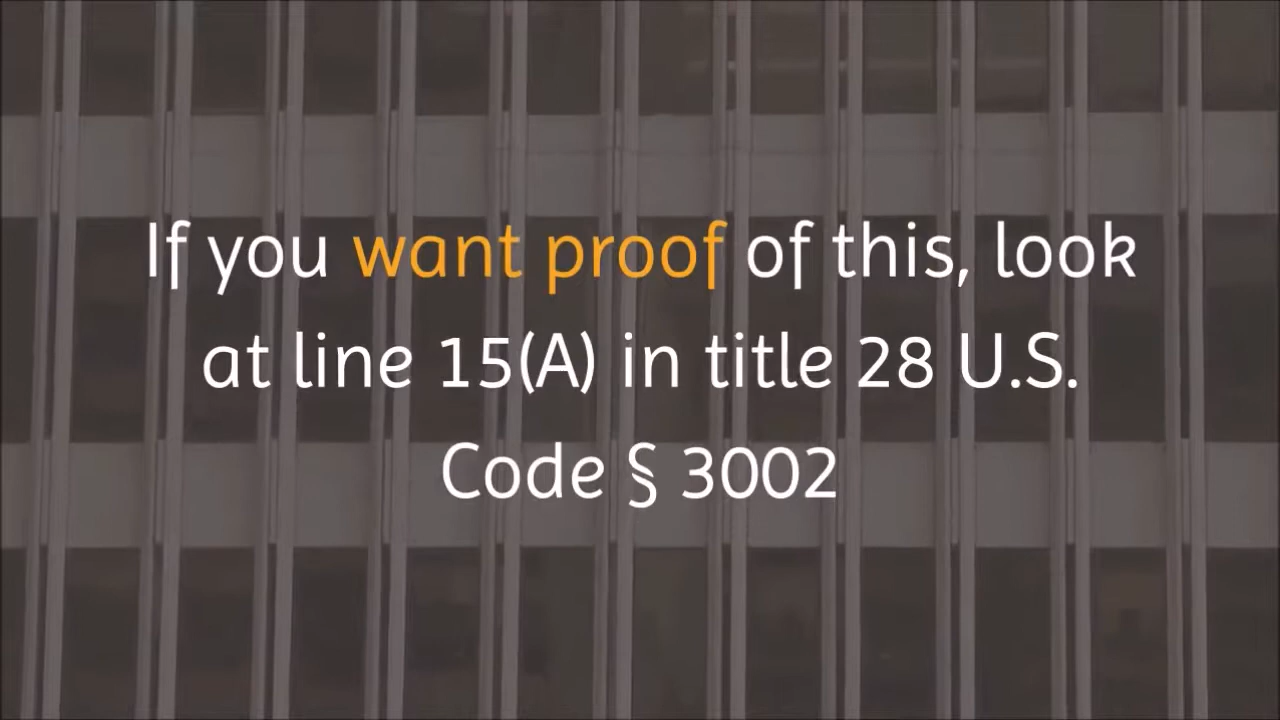 If you want proof of this, look
at line 15(A) in title 28 U.S.
Code § 3002